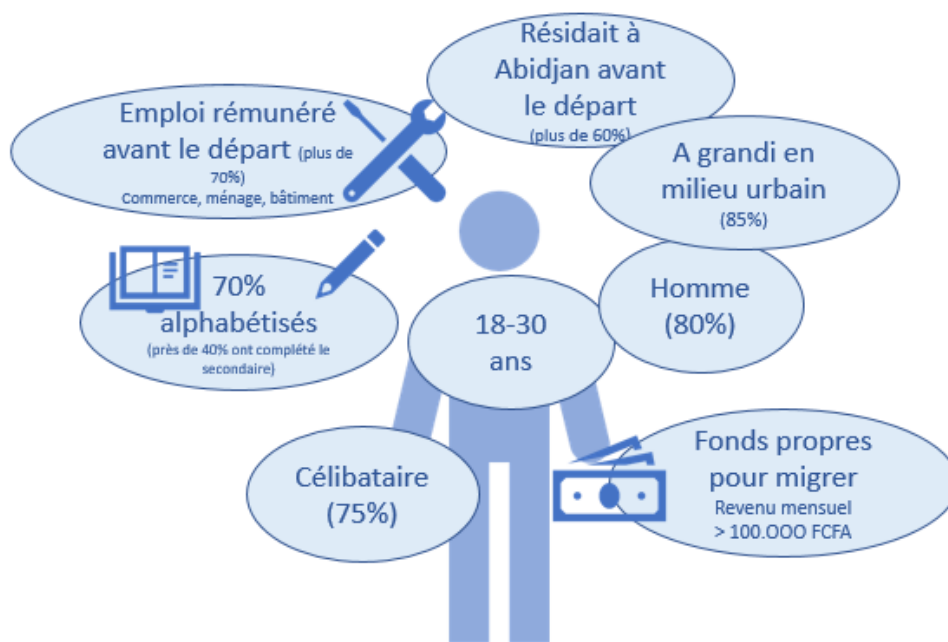 Résidait à
Abidjan avant
le départ
(plus de 60%)
Emploi rémunéré
avant le départ (plus de
70%)
Commerce, ménage, bâtiment
A grandi en
milieu urbain
(85%)
70%
alphabétisés
(près de 40% ont complété le
secondaire)
18-30
ans
Homme
(80%)
Célibataire
(75%)
Fonds propres
pour migrer
Revenu mensuel
> 100.OOO FCFA